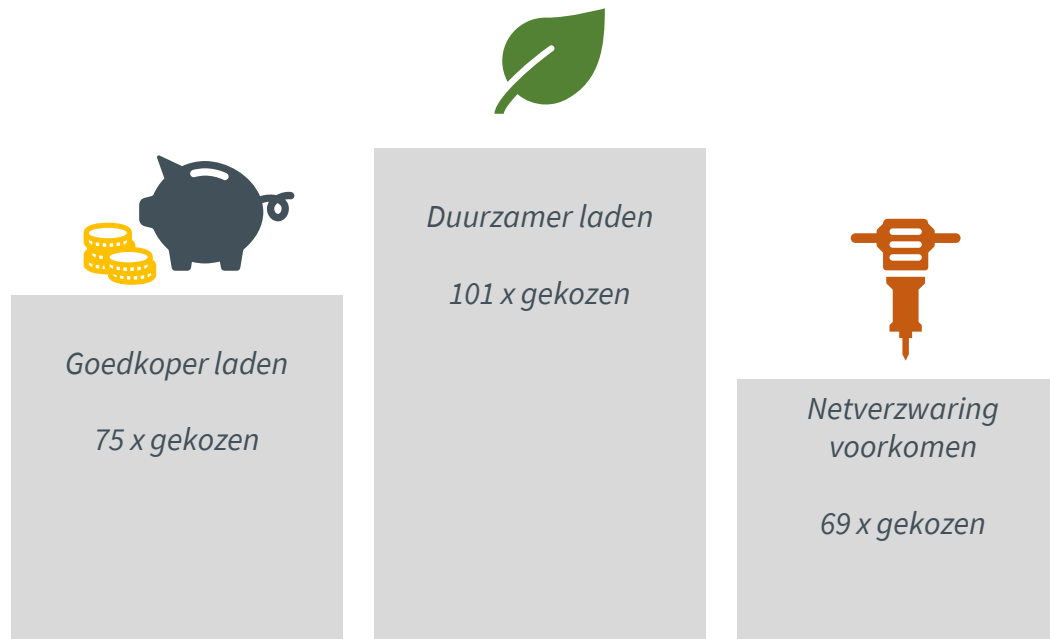 Goedkoper laden
75 x gekozen
Duurzamer laden
101 x gekozen
Netverzwaring
voorkomen
69 x gekozen